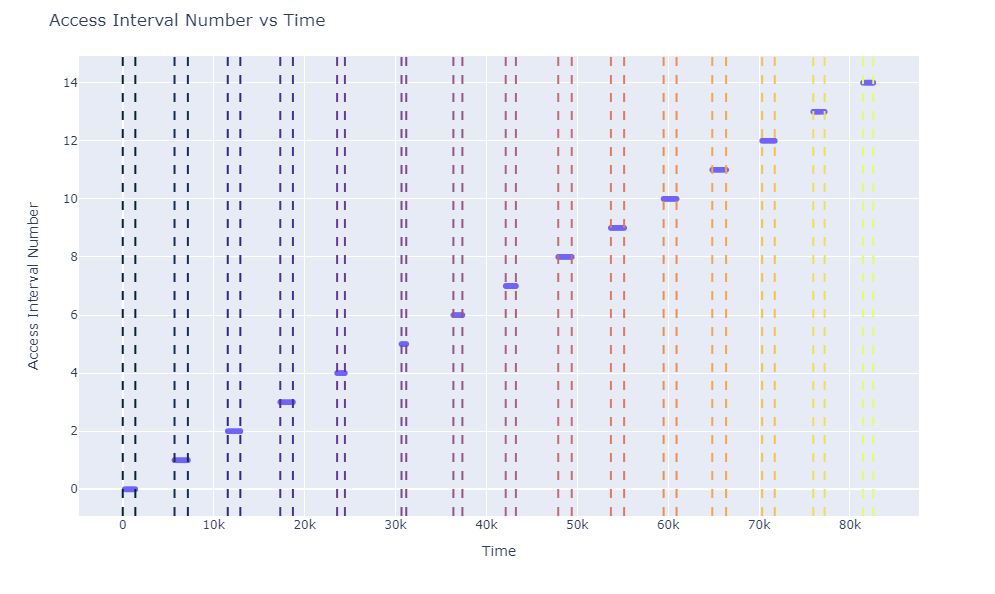 Access Interval Number vs Time
Access Interval Number
14
12
10
8
6
4
2
0
0 10k 20k 30k 40k 50k 60k 70k 80k
Time